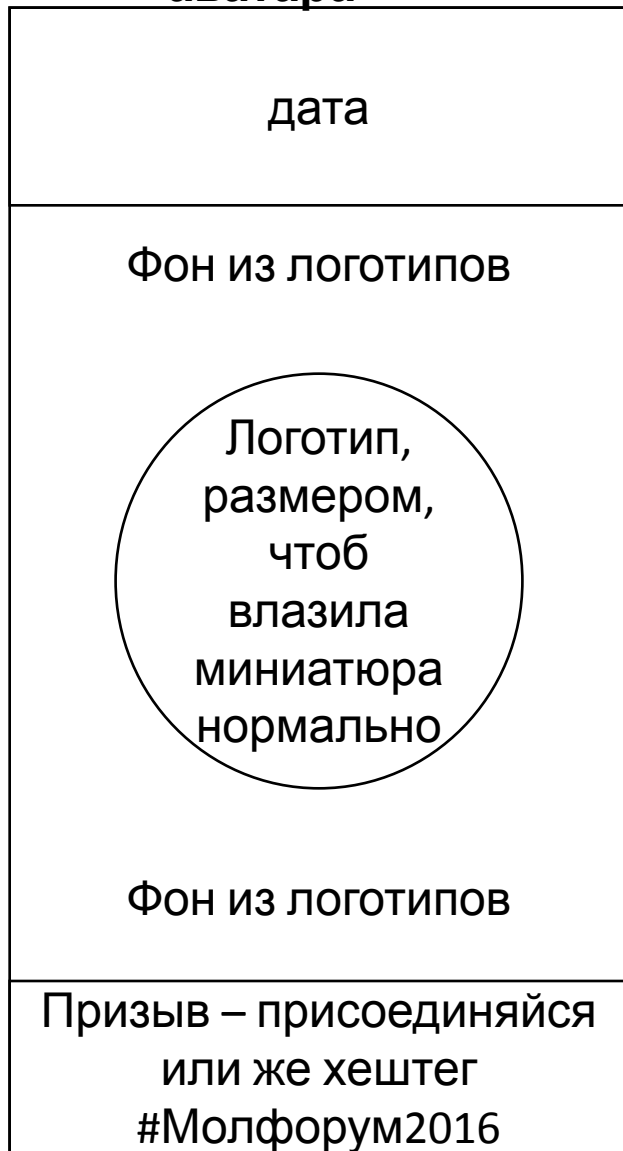 аватара
дата
Фон из логотипов
Логотип,
размером,
чтоб
влазила
миниатюра
нормально
Фон из логотипов
Призыв – присоединяйся
или же хештег
#Молфорум2016